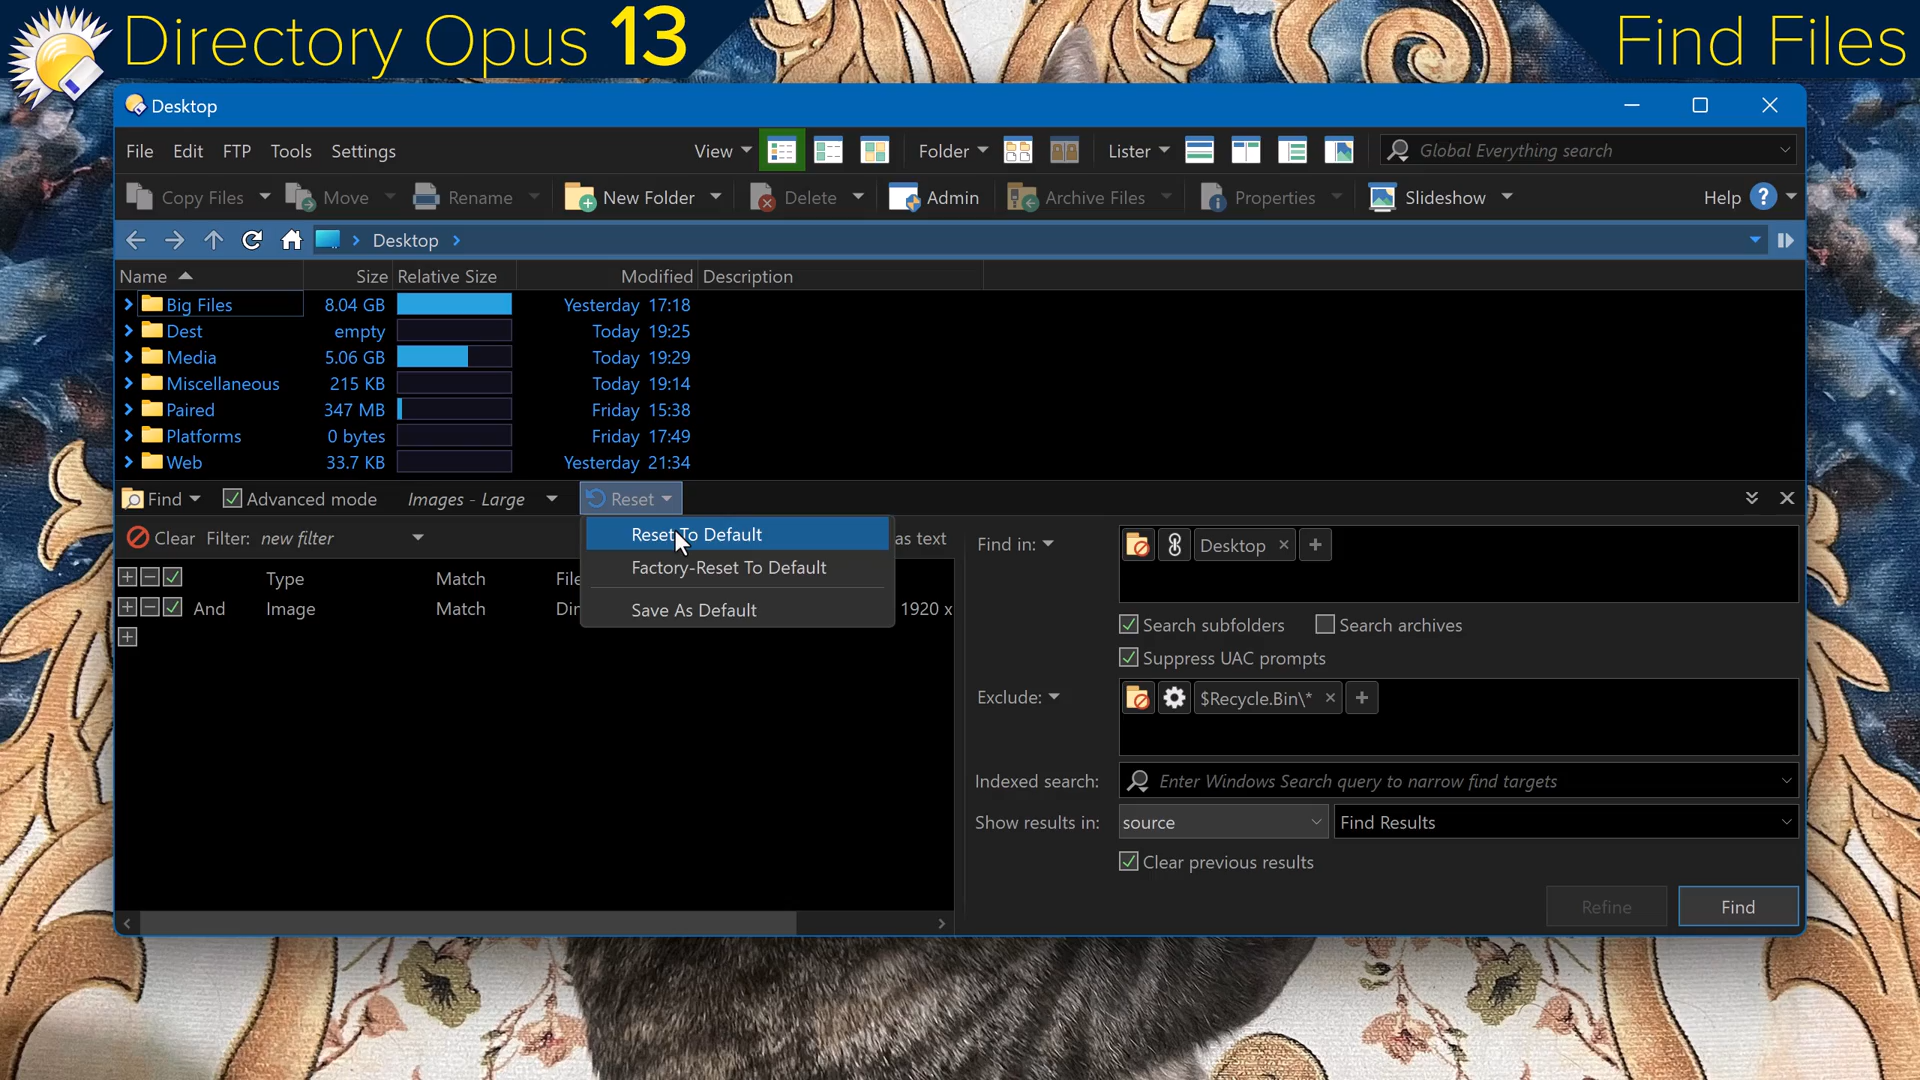 Directory Opus 13
Find Files
Desktop
File Edit FTP Tools Settings View Folder Lister Global Everything search
Copy Files Move Rename New Folder Delete Admin Archive Files Properties Slideshow Help ?
Desktop
Name Size Relative Size Modified Description
Big Files 8.04 GB Yesterday 17:18
Dest empty Today 19:25
Media 5.06 GB Today 19:29
Miscellaneous 215 KB Today 19:14
Paired 347 MB Friday 15:38
Platforms 0 bytes Friday 17:49
Web 33.7 KB Yesterday 21:34
Find Advanced mode Images - Large Reset
Clear Filter: new filter as text
Type Match File
And Image Match Dim 1920 x
Reset To Default
Factory-Reset To Default
Save As Default
Find in: Desktop
Search subfolders Search archives
Suppress UAC prompts
Exclude: $Recycle.Bin\*
Indexed search: Enter Windows Search query to narrow find targets
Show results in: source Find Results
Clear previous results
Refine Find